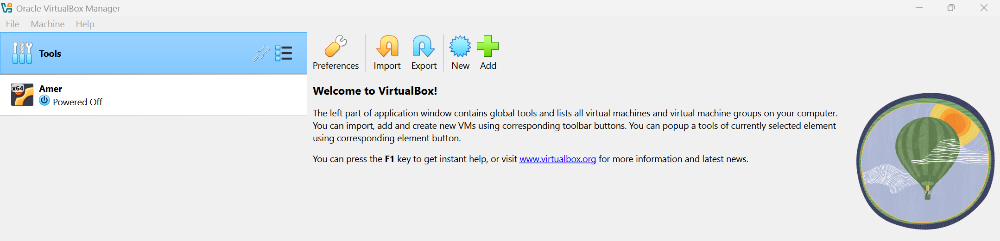 Oracle VirtualBox Manager
File Machine Help
Tools
Preferences Import Export New Add
x64
Amer
Powered Off
Welcome to VirtualBox!
The left part of application window contains global tools and lists all virtual machines and virtual machine groups on your computer.
You can import, add and create new VMs using corresponding toolbar buttons. You can popup a tools of currently selected element
using corresponding element button.
You can press the F1 key to get instant help, or visit www.virtualbox.org for more information and latest news.